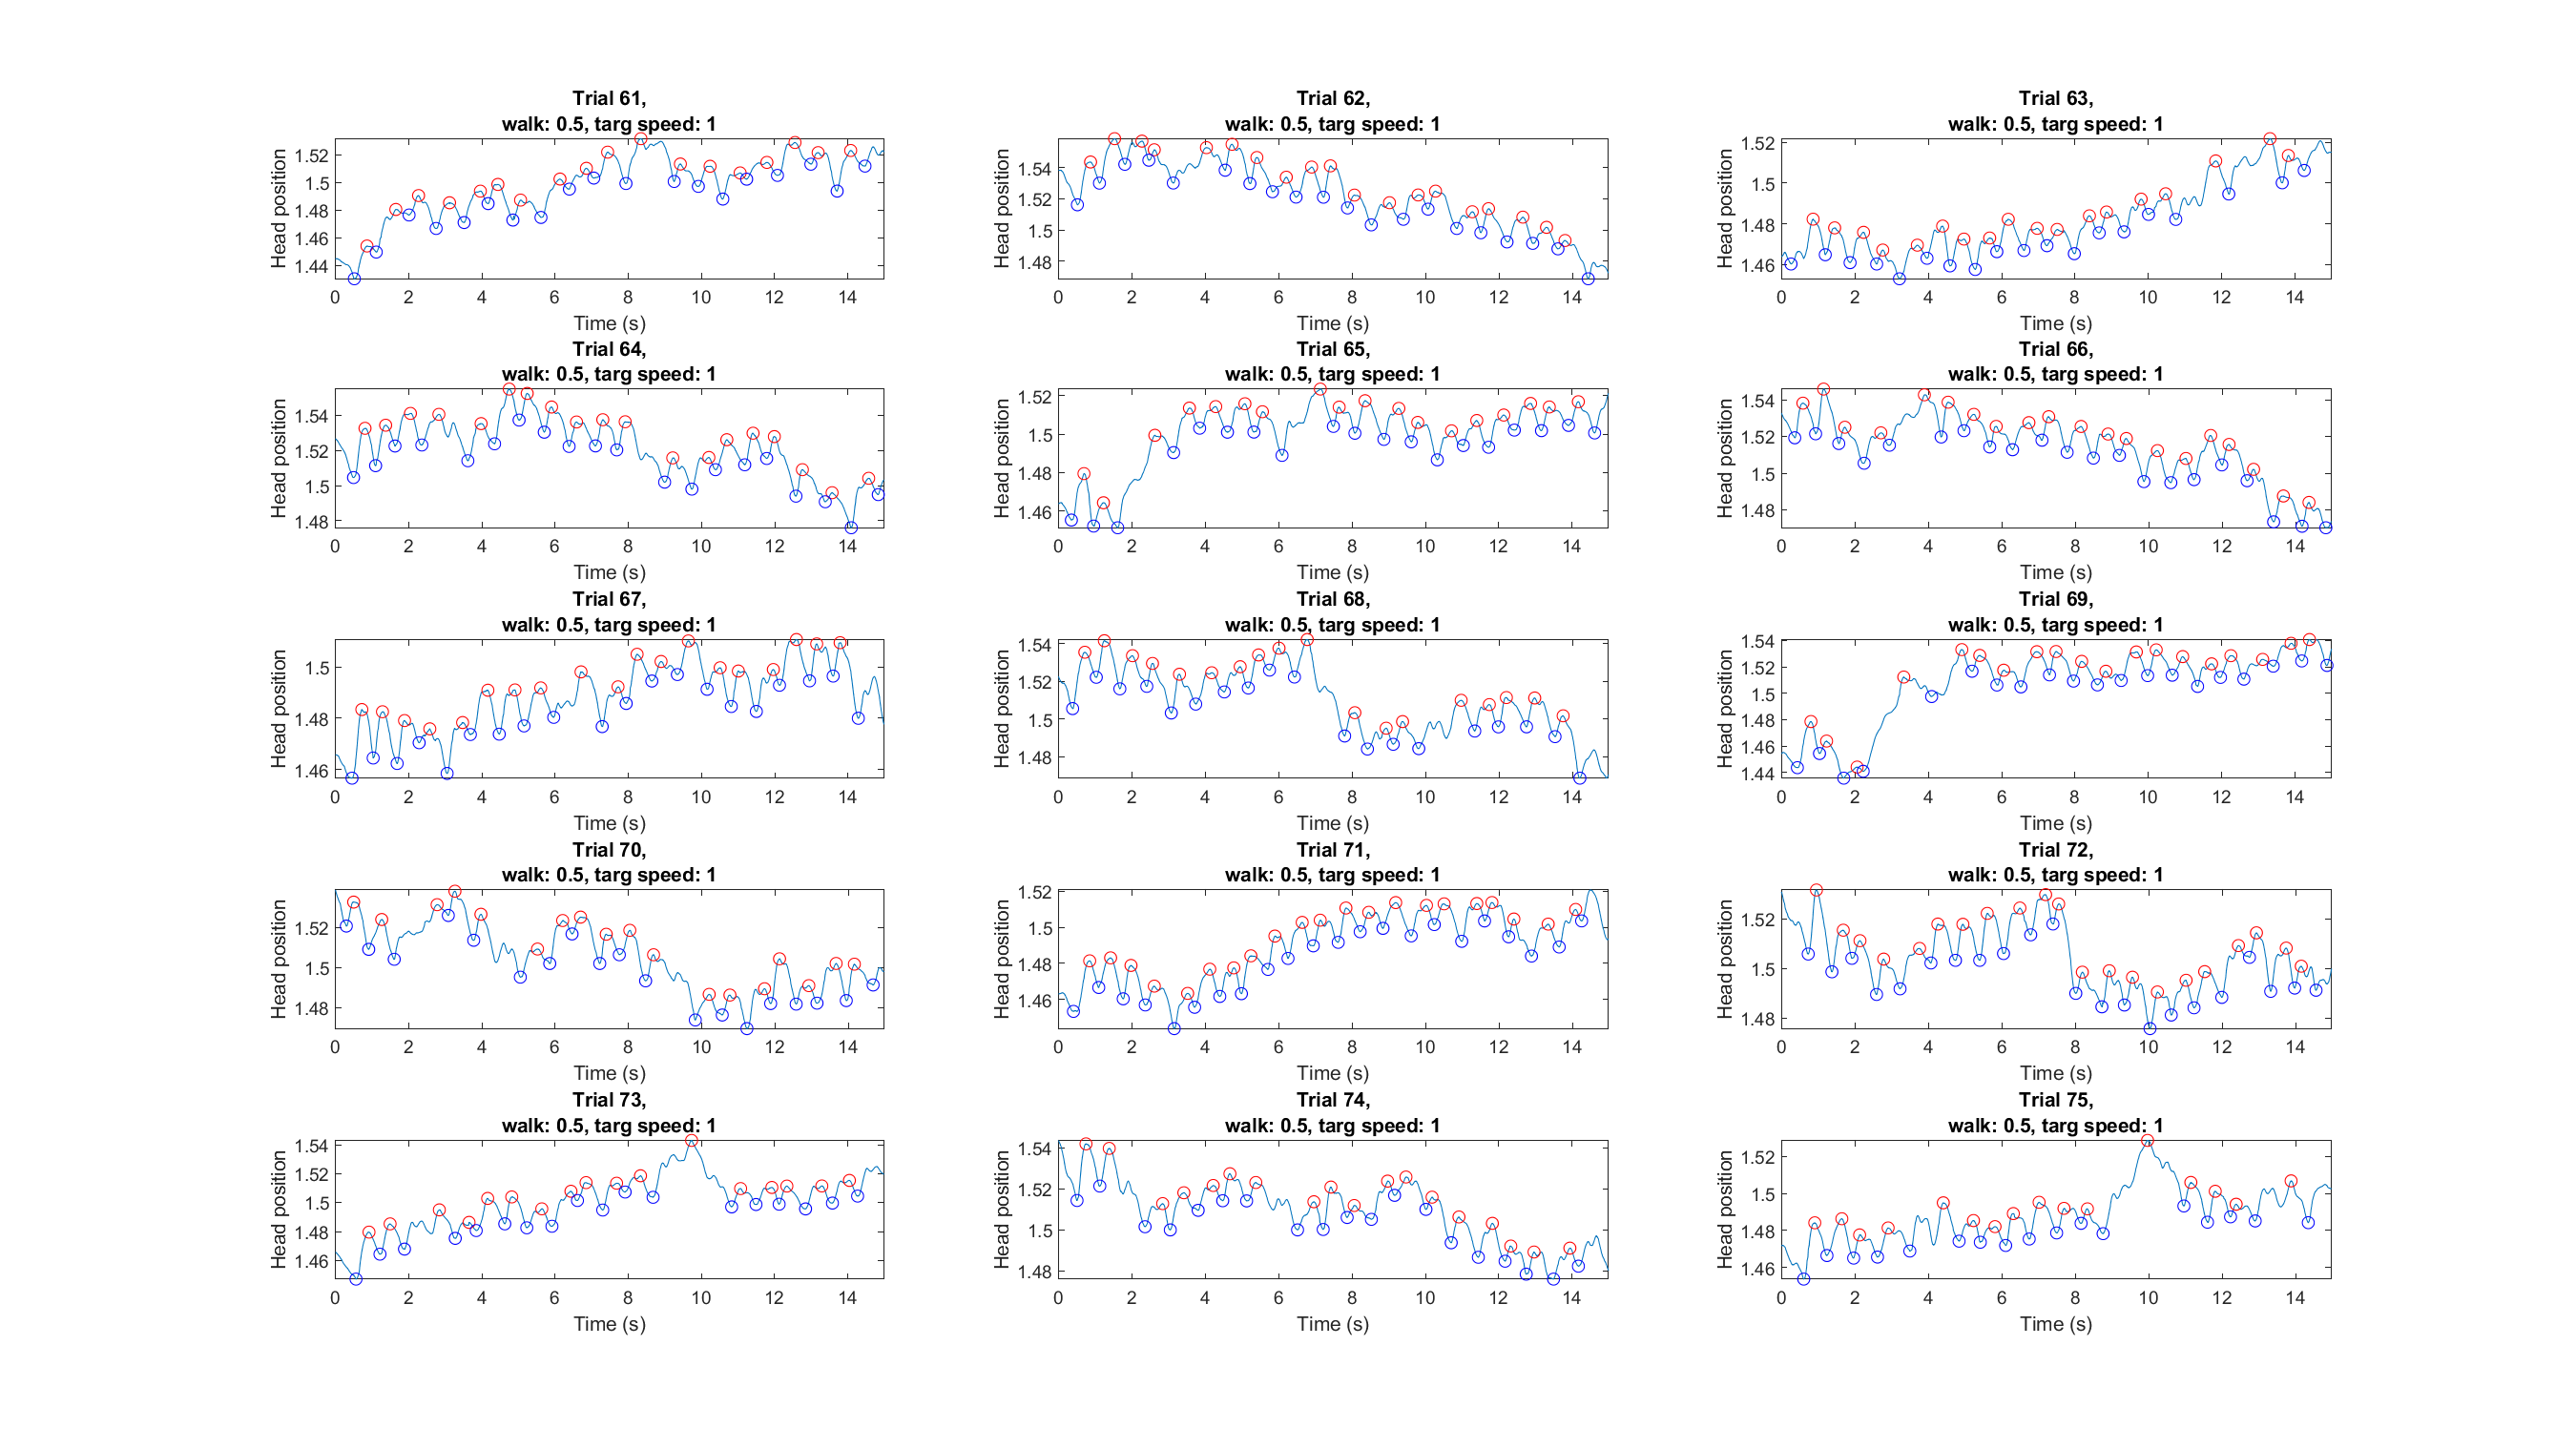 Trial 61,
walk: 0.5, targ speed: 1
Head position
1.52
1.5
1.48
1.46
1.44
0 2 4 6 8 10 12 14
Time (s)
Trial 62,
walk: 0.5, targ speed: 1
Head position
1.54
1.52
1.5
1.48
0 2 4 6 8 10 12 14
Time (s)
Trial 63,
walk: 0.5, targ speed: 1
Head position
1.52
1.5
1.48
1.46
0 2 4 6 8 10 12 14
Time (s)
Trial 64,
walk: 0.5, targ speed: 1
Head position
1.54
1.52
1.5
1.48
0 2 4 6 8 10 12 14
Time (s)
Trial 65,
walk: 0.5, targ speed: 1
Head position
1.52
1.5
1.48
1.46
0 2 4 6 8 10 12 14
Time (s)
Trial 66,
walk: 0.5, targ speed: 1
Head position
1.54
1.52
1.5
1.48
0 2 4 6 8 10 12 14
Time (s)
Trial 67,
walk: 0.5, targ speed: 1
Head position
1.5
1.48
1.46
0 2 4 6 8 10 12 14
Time (s)
Trial 68,
walk: 0.5, targ speed: 1
Head position
1.54
1.52
1.5
1.48
0 2 4 6 8 10 12 14
Time (s)
Trial 69,
walk: 0.5, targ speed: 1
Head position
1.54
1.52
1.5
1.48
1.46
1.44
0 2 4 6 8 10 12 14
Time (s)
Trial 70,
walk: 0.5, targ speed: 1
Head position
1.52
1.5
1.48
0 2 4 6 8 10 12 14
Time (s)
Trial 71,
walk: 0.5, targ speed: 1
Head position
1.52
1.5
1.48
1.46
0 2 4 6 8 10 12 14
Time (s)
Trial 72,
walk: 0.5, targ speed: 1
Head position
1.52
1.5
1.48
0 2 4 6 8 10 12 14
Time (s)
Trial 73,
walk: 0.5, targ speed: 1
Head position
1.54
1.52
1.5
1.48
1.46
0 2 4 6 8 10 12 14
Time (s)
Trial 74,
walk: 0.5, targ speed: 1
Head position
1.54
1.52
1.5
1.48
0 2 4 6 8 10 12 14
Time (s)
Trial 75,
walk: 0.5, targ speed: 1
Head position
1.52
1.5
1.48
1.46
0 2 4 6 8 10 12 14
Time (s)